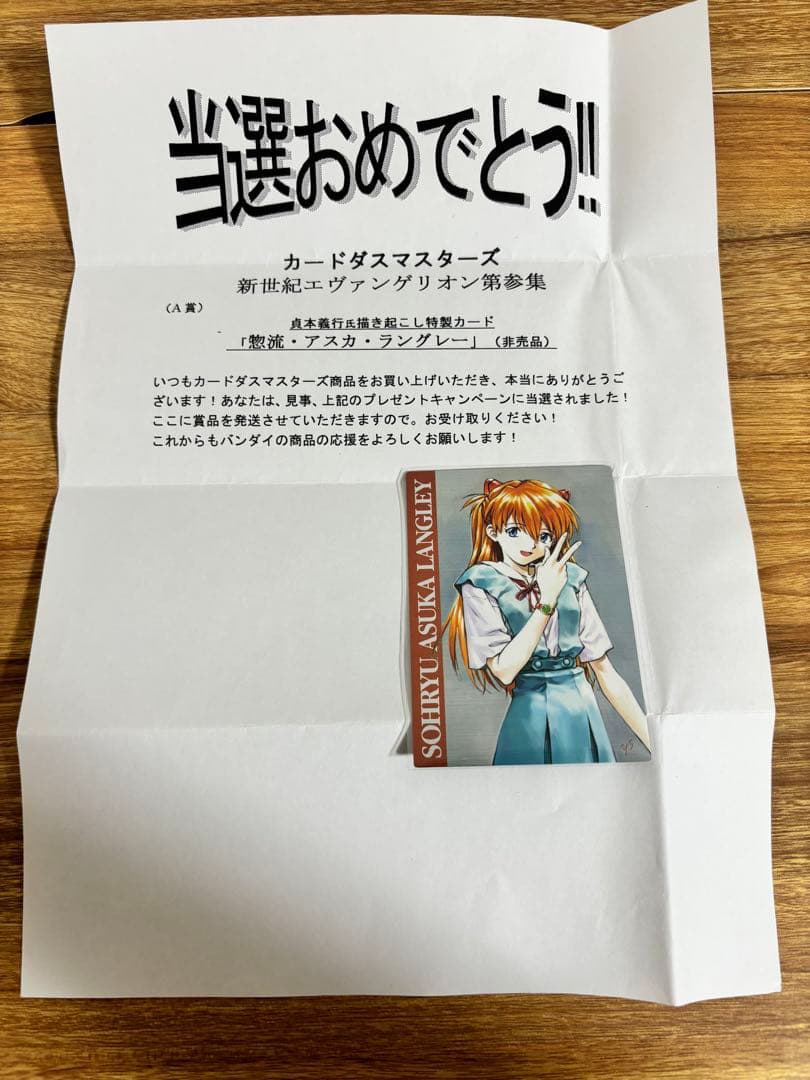 当選おめでとう!!
カードダスマスターズ
新世紀エヴァンゲリオン第参集
（A賞）
貞本義行氏描き起こし特製カード
「惣流・アスカ・ラングレー」（非売品）
いつもカードダスマスターズ商品をお買い上げいただき、本当にありがとうご
ざいます！あなたは、見事、上記のプレゼントキャンペーンに当選されました！
ここに賞品を発送させていただきますので。お受け取りください！
これからもバンダイの商品の応援をよろしくお願いします！
SOHRYU ASUKA LANGLEY
YS